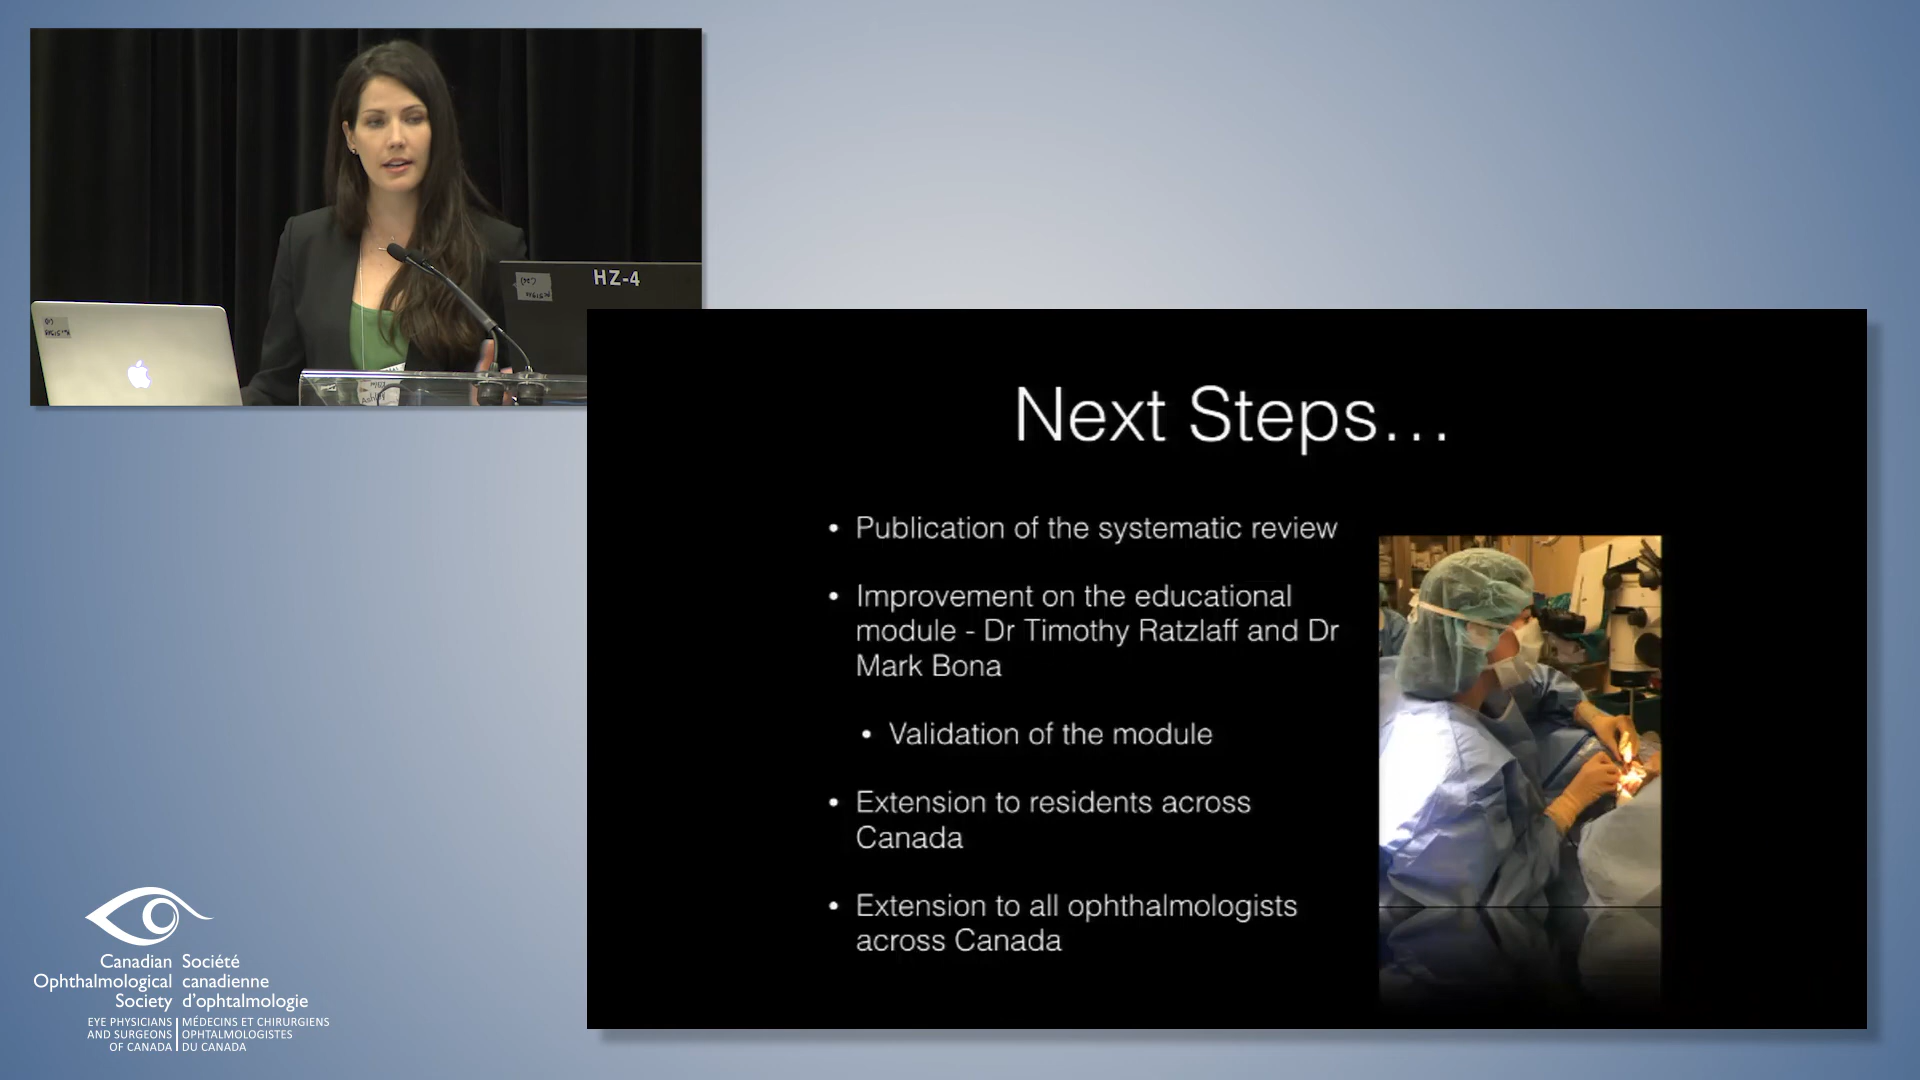 HZ-4
Next Steps...
• Publication of the systematic review
• Improvement on the educational
module - Dr Timothy Ratzlaff and Dr
Mark Bona
• Validation of the module
• Extension to residents across
Canada
• Extension to all ophthalmologists
across Canada
Canadian
Ophthalmological
Society
Société
canadienne
d'ophtalmologie
EYE PHYSICIANS
AND SURGEONS
OF CANADA
MÉDECINS ET CHIRURGIENS
OPHTALMOLOGISTES
DU CANADA